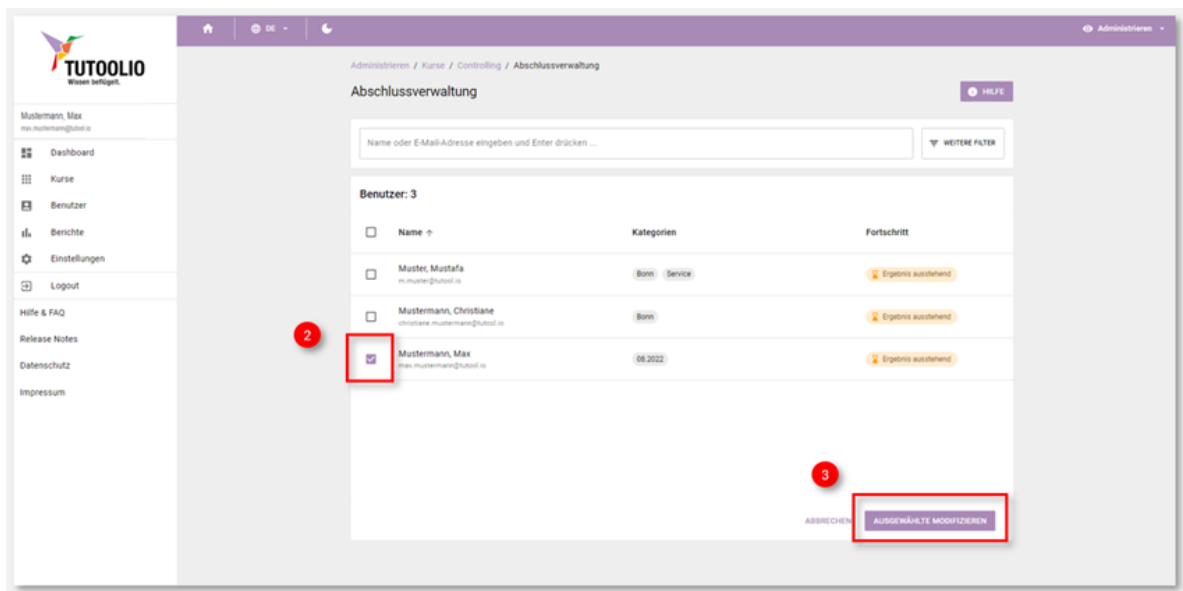 DE
Administrieren
TUTOOLIO
Wissen beflügelt.
Mustermann, Max
max.mustermann@tutool.io
Dashboard
Kurse
Benutzer
Berichte
Einstellungen
Logout
Hilfe & FAQ
Release Notes
Datenschutz
Impressum
Administrieren / Kurse / Controlling / Abschlussverwaltung
Abschlussverwaltung
HILFE
Name oder E-Mail-Adresse eingeben und Enter drücken ...
WEITERE FILTER
Benutzer: 3
Name ↑ Kategorien Fortschritt
Muster, Mustafa Bonn Service Ergebnis ausstehend
m.muster@tutool.io
Mustermann, Christiane Bonn Ergebnis ausstehend
christiane.mustermann@tutool.io
2
Mustermann, Max 08.2022 Ergebnis ausstehend
max.mustermann@tutool.io
3
ABBRECHEN AUSGEWÄHLTE MODIFIZIEREN